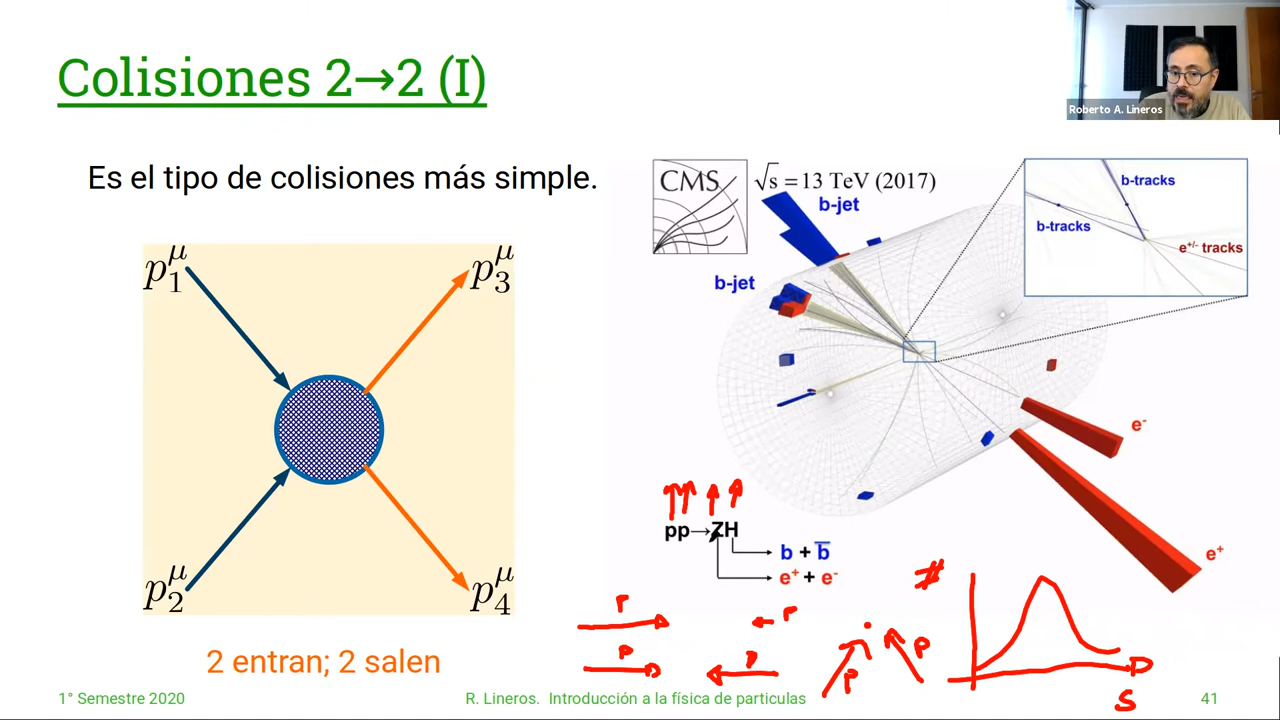 Colisiones 2→2 (I)
Roberto A. Lineros
Es el tipo de colisiones más simple.
CMS
√s = 13 TeV (2017)
b-jet
b-jet
b-tracks
b-tracks
e+/- tracks
p₁^μ
p₃^μ
p₂^μ
p₄^μ
e-
e+
pp→ZH
b + b̅
e+ + e-
#
P
P
P
P
P
P
S
2 entran; 2 salen
1° Semestre 2020
R. Lineros. Introducción a la física de particulas
41